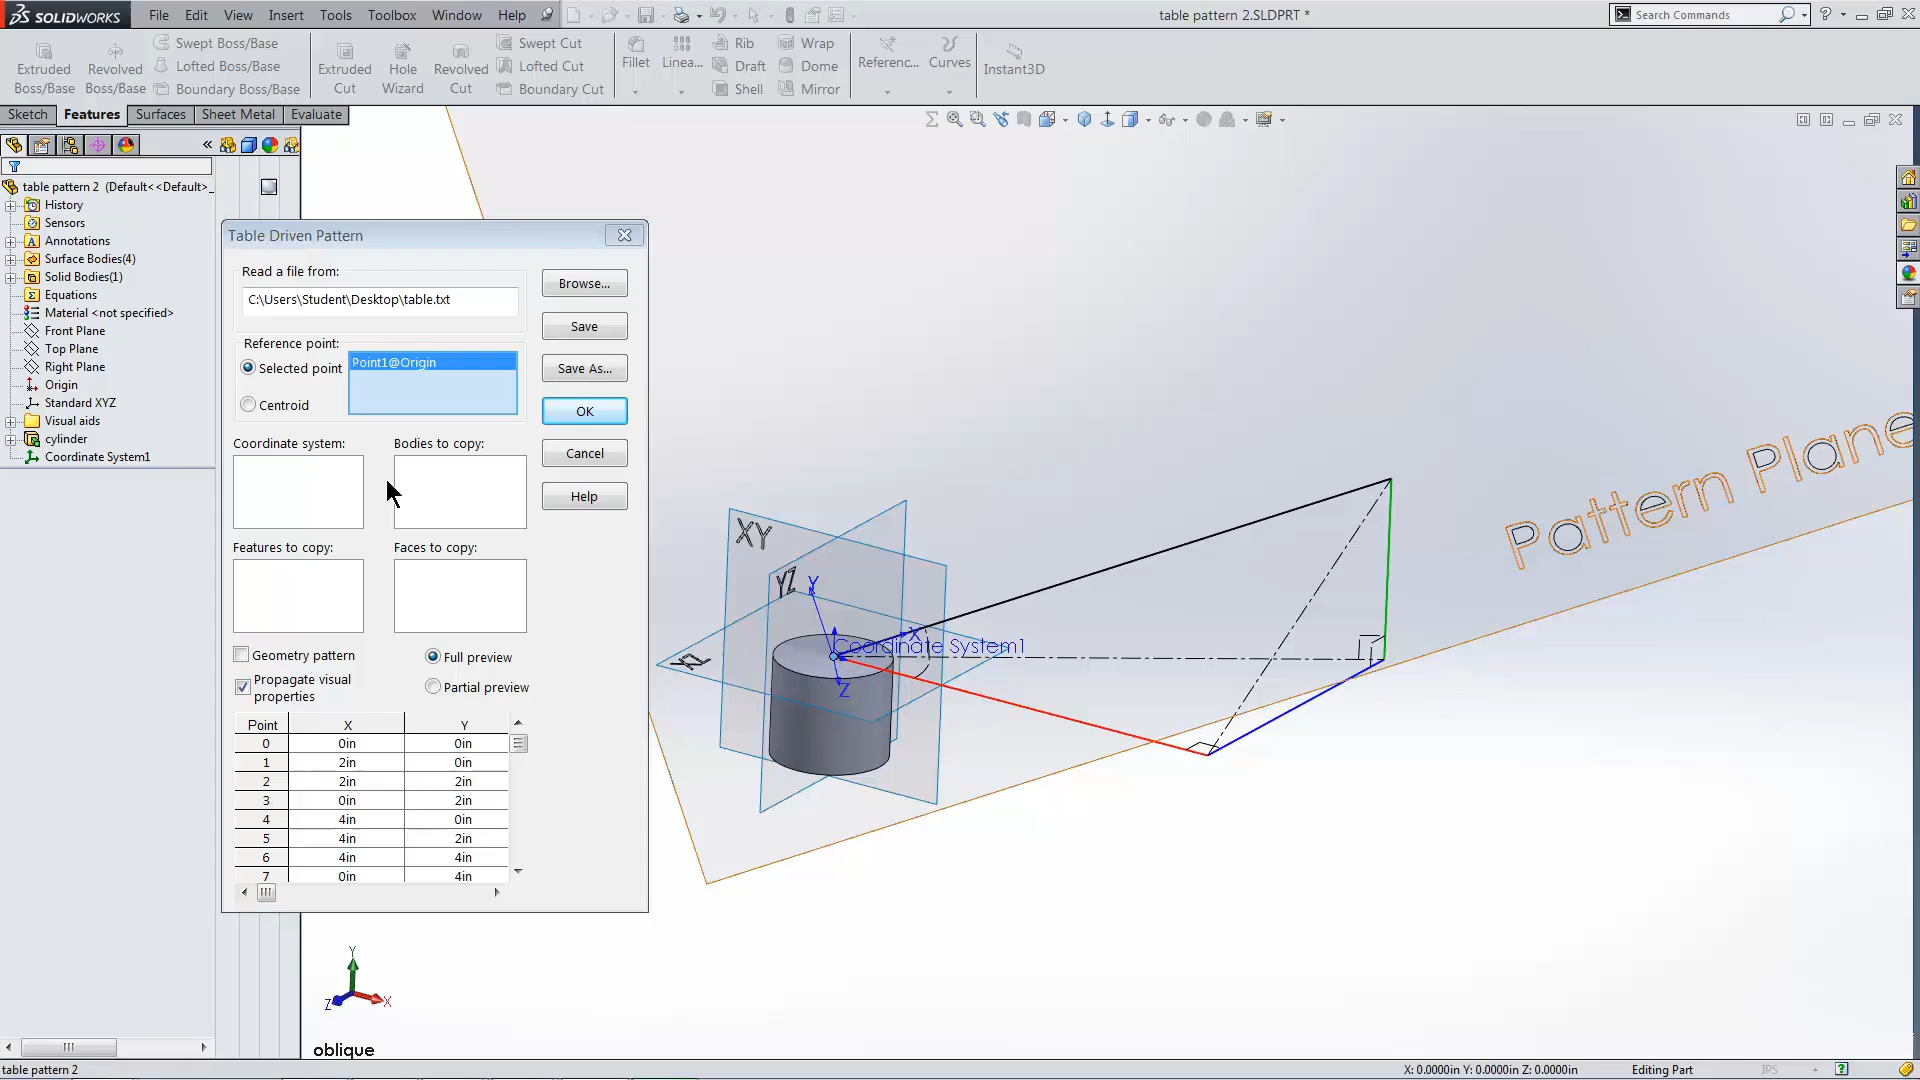 SOLIDWORKS File Edit View Insert Tools Toolbox Window Help table pattern 2.SLDPRT * Search Commands
Extruded Boss/Base
Revolved Boss/Base
Swept Boss/Base
Lofted Boss/Base
Boundary Boss/Base
Extruded Cut
Hole Wizard
Revolved Cut
Swept Cut
Lofted Cut
Boundary Cut
Fillet
Linea...
Rib
Draft
Shell
Wrap
Dome
Mirror
Referenc...
Curves
Instant3D
Sketch Features Surfaces Sheet Metal Evaluate
table pattern 2 (Default<<Default>_
History
Sensors
Annotations
Surface Bodies(4)
Solid Bodies(1)
Equations
Material <not specified>
Front Plane
Top Plane
Right Plane
Origin
Standard XYZ
Visual aids
cylinder
Coordinate System1
Table Driven Pattern
Read a file from:
C:\Users\Student\Desktop\table.txt
Browse...
Save
Save As...
OK
Cancel
Help
Reference point:
Selected point
Point1@Origin
Centroid
Coordinate system: Bodies to copy:
Features to copy: Faces to copy:
Geometry pattern Full preview
Propagate visual properties
Partial preview
Point X Y
0 0in 0in
1 2in 0in
2 2in 2in
3 0in 2in
4 4in 0in
5 4in 2in
6 4in 4in
7 0in 4in
XY
YZ
Y
X
Coordinate System1
Z
Pattern Plane
Y
Z X
oblique
table pattern 2 X: 0.0000in Y: 0.0000in Z: 0.0000in Editing Part IPS